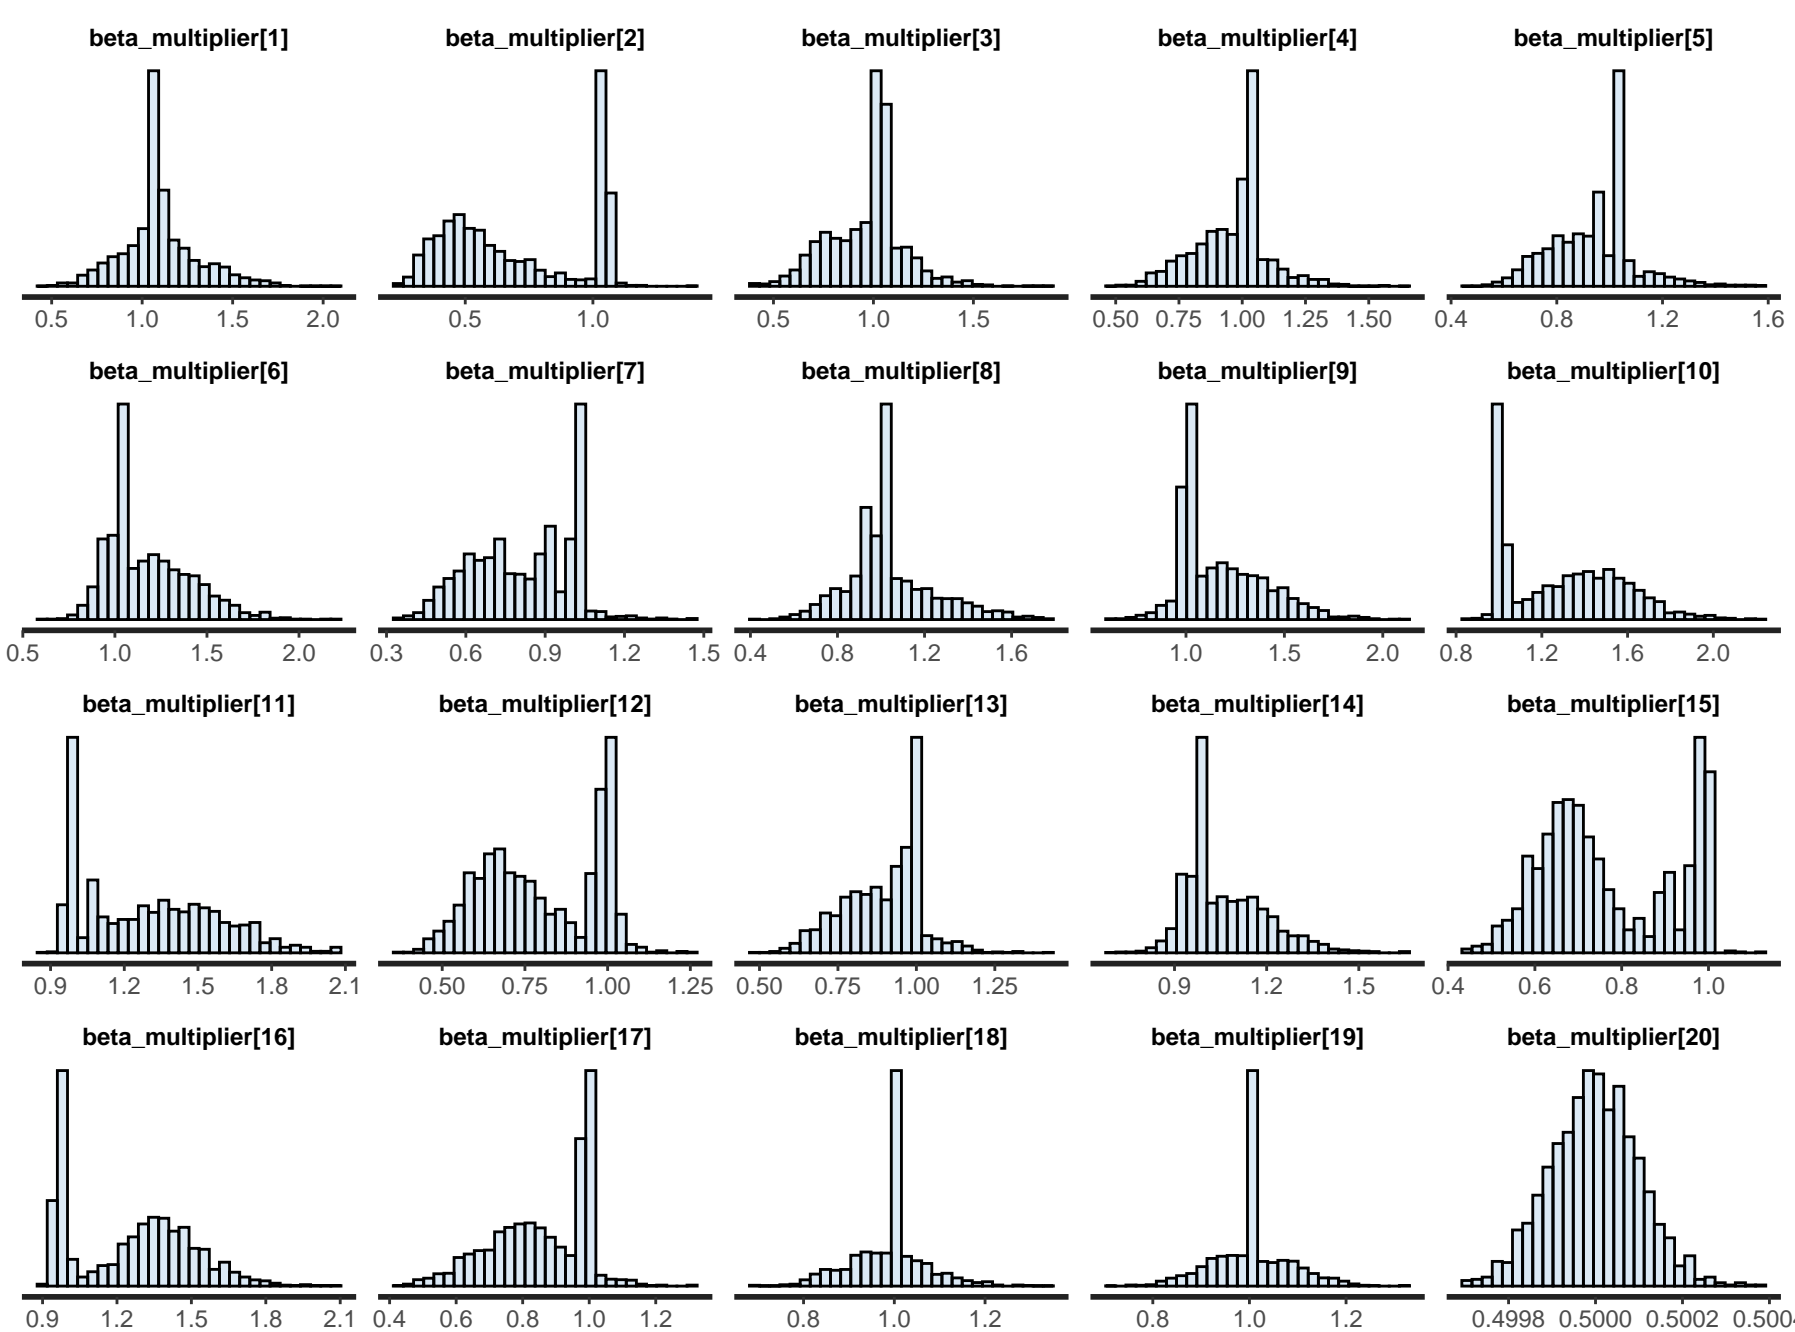 beta_multiplier[1] beta_multiplier[2] beta_multiplier[3] beta_multiplier[4] beta_multiplier[5]
0.5 1.0 1.5 2.0 0.5 1.0 0.5 1.0 1.5 0.50 0.75 1.00 1.25 1.50 0.4 0.8 1.2 1.6
beta_multiplier[6] beta_multiplier[7] beta_multiplier[8] beta_multiplier[9] beta_multiplier[10]
0.5 1.0 1.5 2.0 0.3 0.6 0.9 1.2 1.5 0.4 0.8 1.2 1.6 1.0 1.5 2.0 0.8 1.2 1.6 2.0
beta_multiplier[11] beta_multiplier[12] beta_multiplier[13] beta_multiplier[14] beta_multiplier[15]
0.9 1.2 1.5 1.8 2.1 0.50 0.75 1.00 1.25 0.50 0.75 1.00 1.25 0.9 1.2 1.5 0.4 0.6 0.8 1.0
beta_multiplier[16] beta_multiplier[17] beta_multiplier[18] beta_multiplier[19] beta_multiplier[20]
0.9 1.2 1.5 1.8 2.1 0.4 0.6 0.8 1.0 1.2 0.8 1.0 1.2 0.8 1.0 1.2 0.4998 0.5000 0.5002